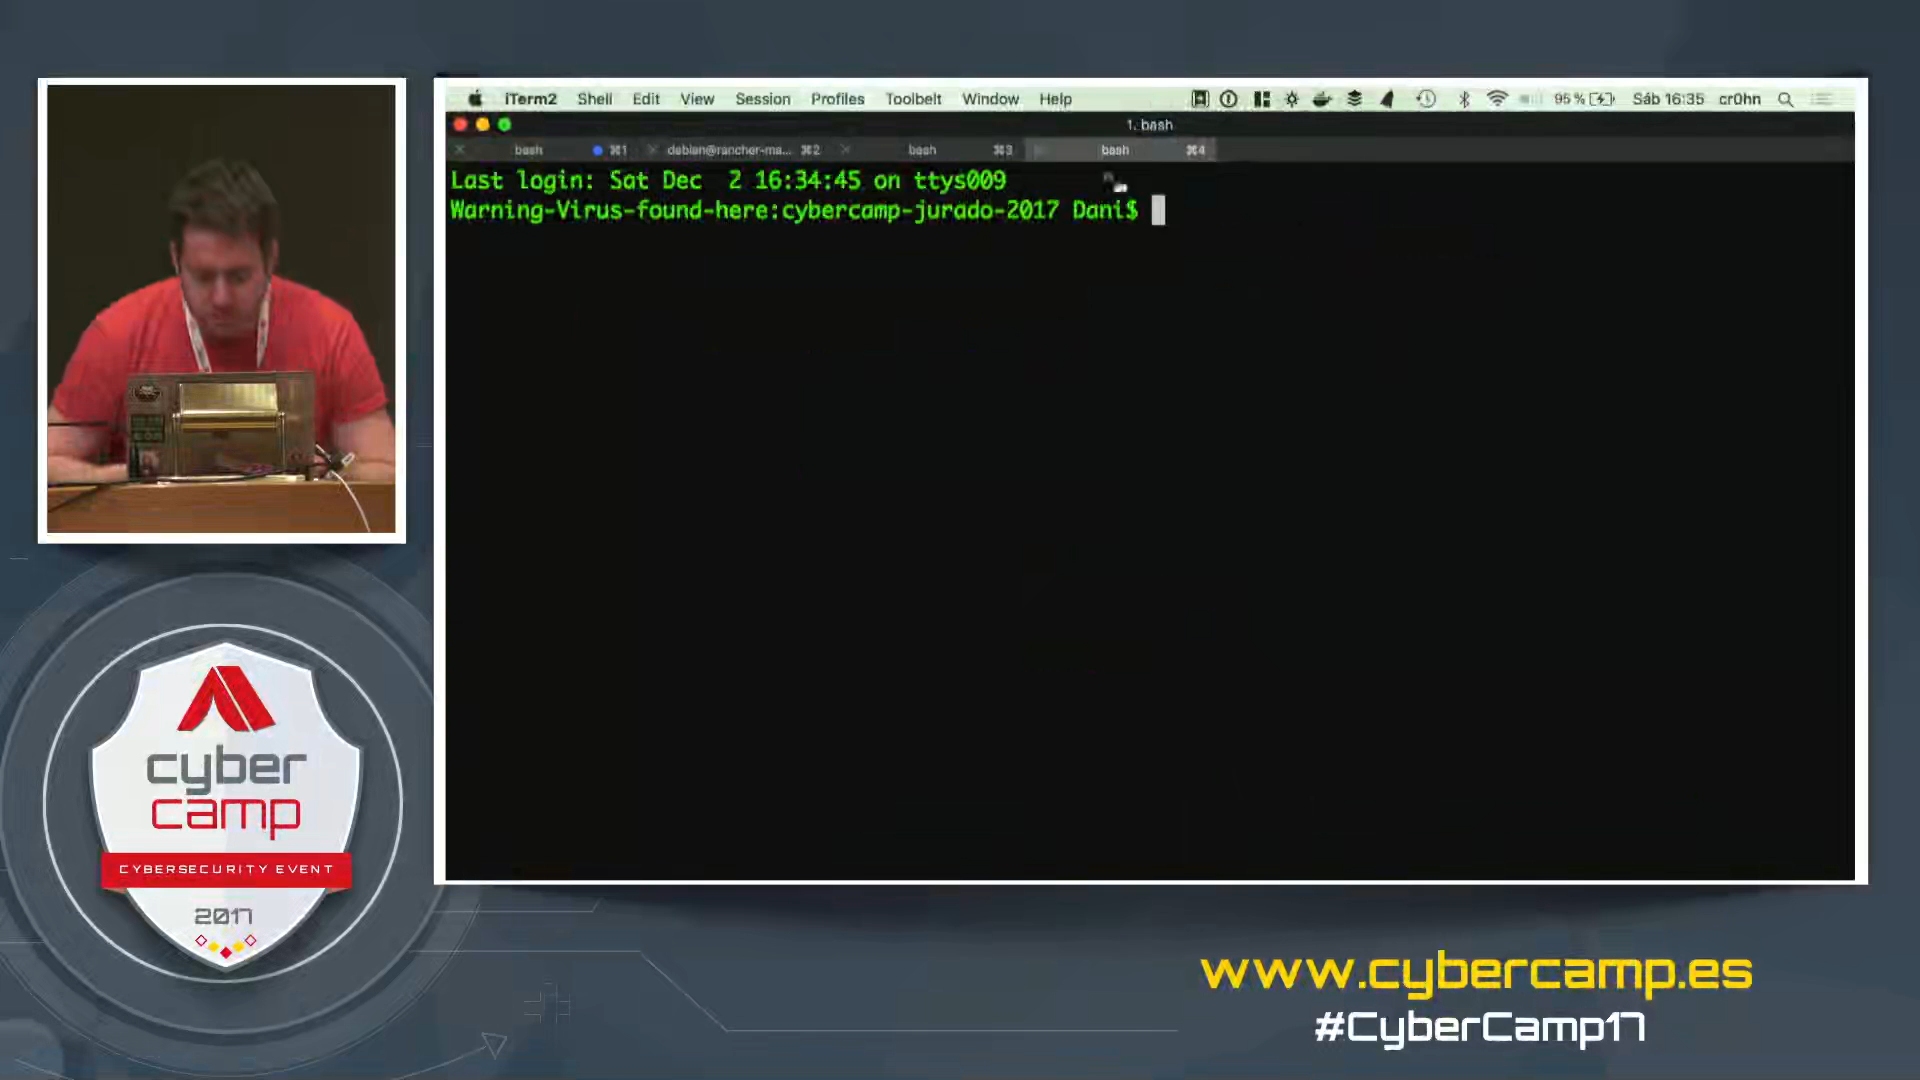 iTerm2 Shell Edit View Session Profiles Toolbelt Window Help 95% Sáb 16:35 cr0hn
1. bash
bash ⌘1 debian@rancher-ma... ⌘2 bash ⌘3 bash ⌘4
Last login: Sat Dec  2 16:34:45 on ttys009
Warning-Virus-found-here:cybercamp-jurado-2017 Dani$
cyber
camp
CYBERSECURITY EVENT
2017
www.cybercamp.es
#CyberCamp17